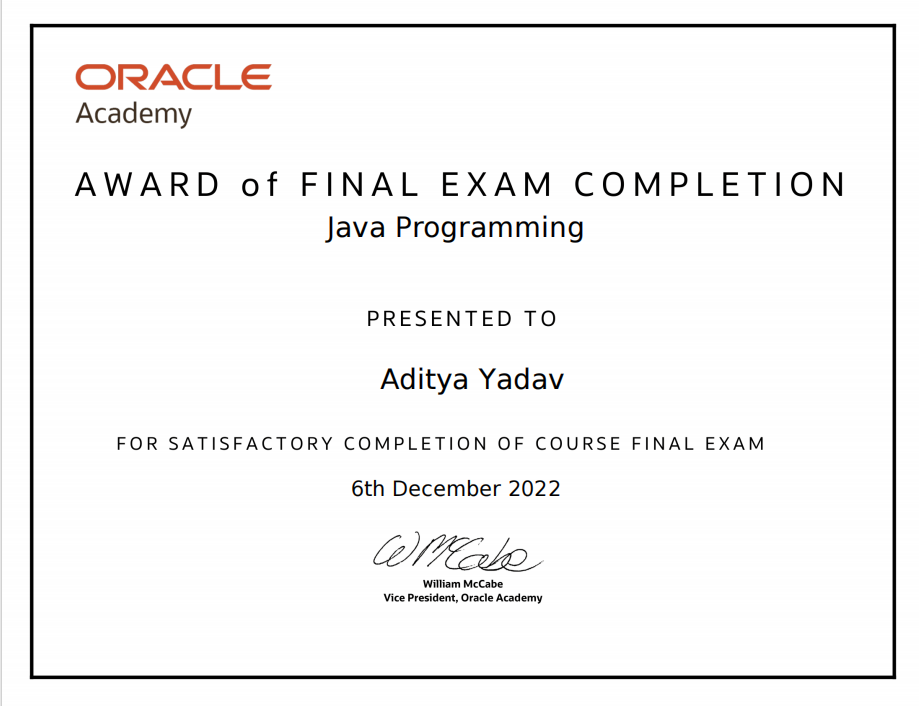 ORACLE
Academy
AWARD of FINAL EXAM COMPLETION
Java Programming
PRESENTED TO
Aditya Yadav
FOR SATISFACTORY COMPLETION OF COURSE FINAL EXAM
6th December 2022
W McCabe
William McCabe
Vice President, Oracle Academy